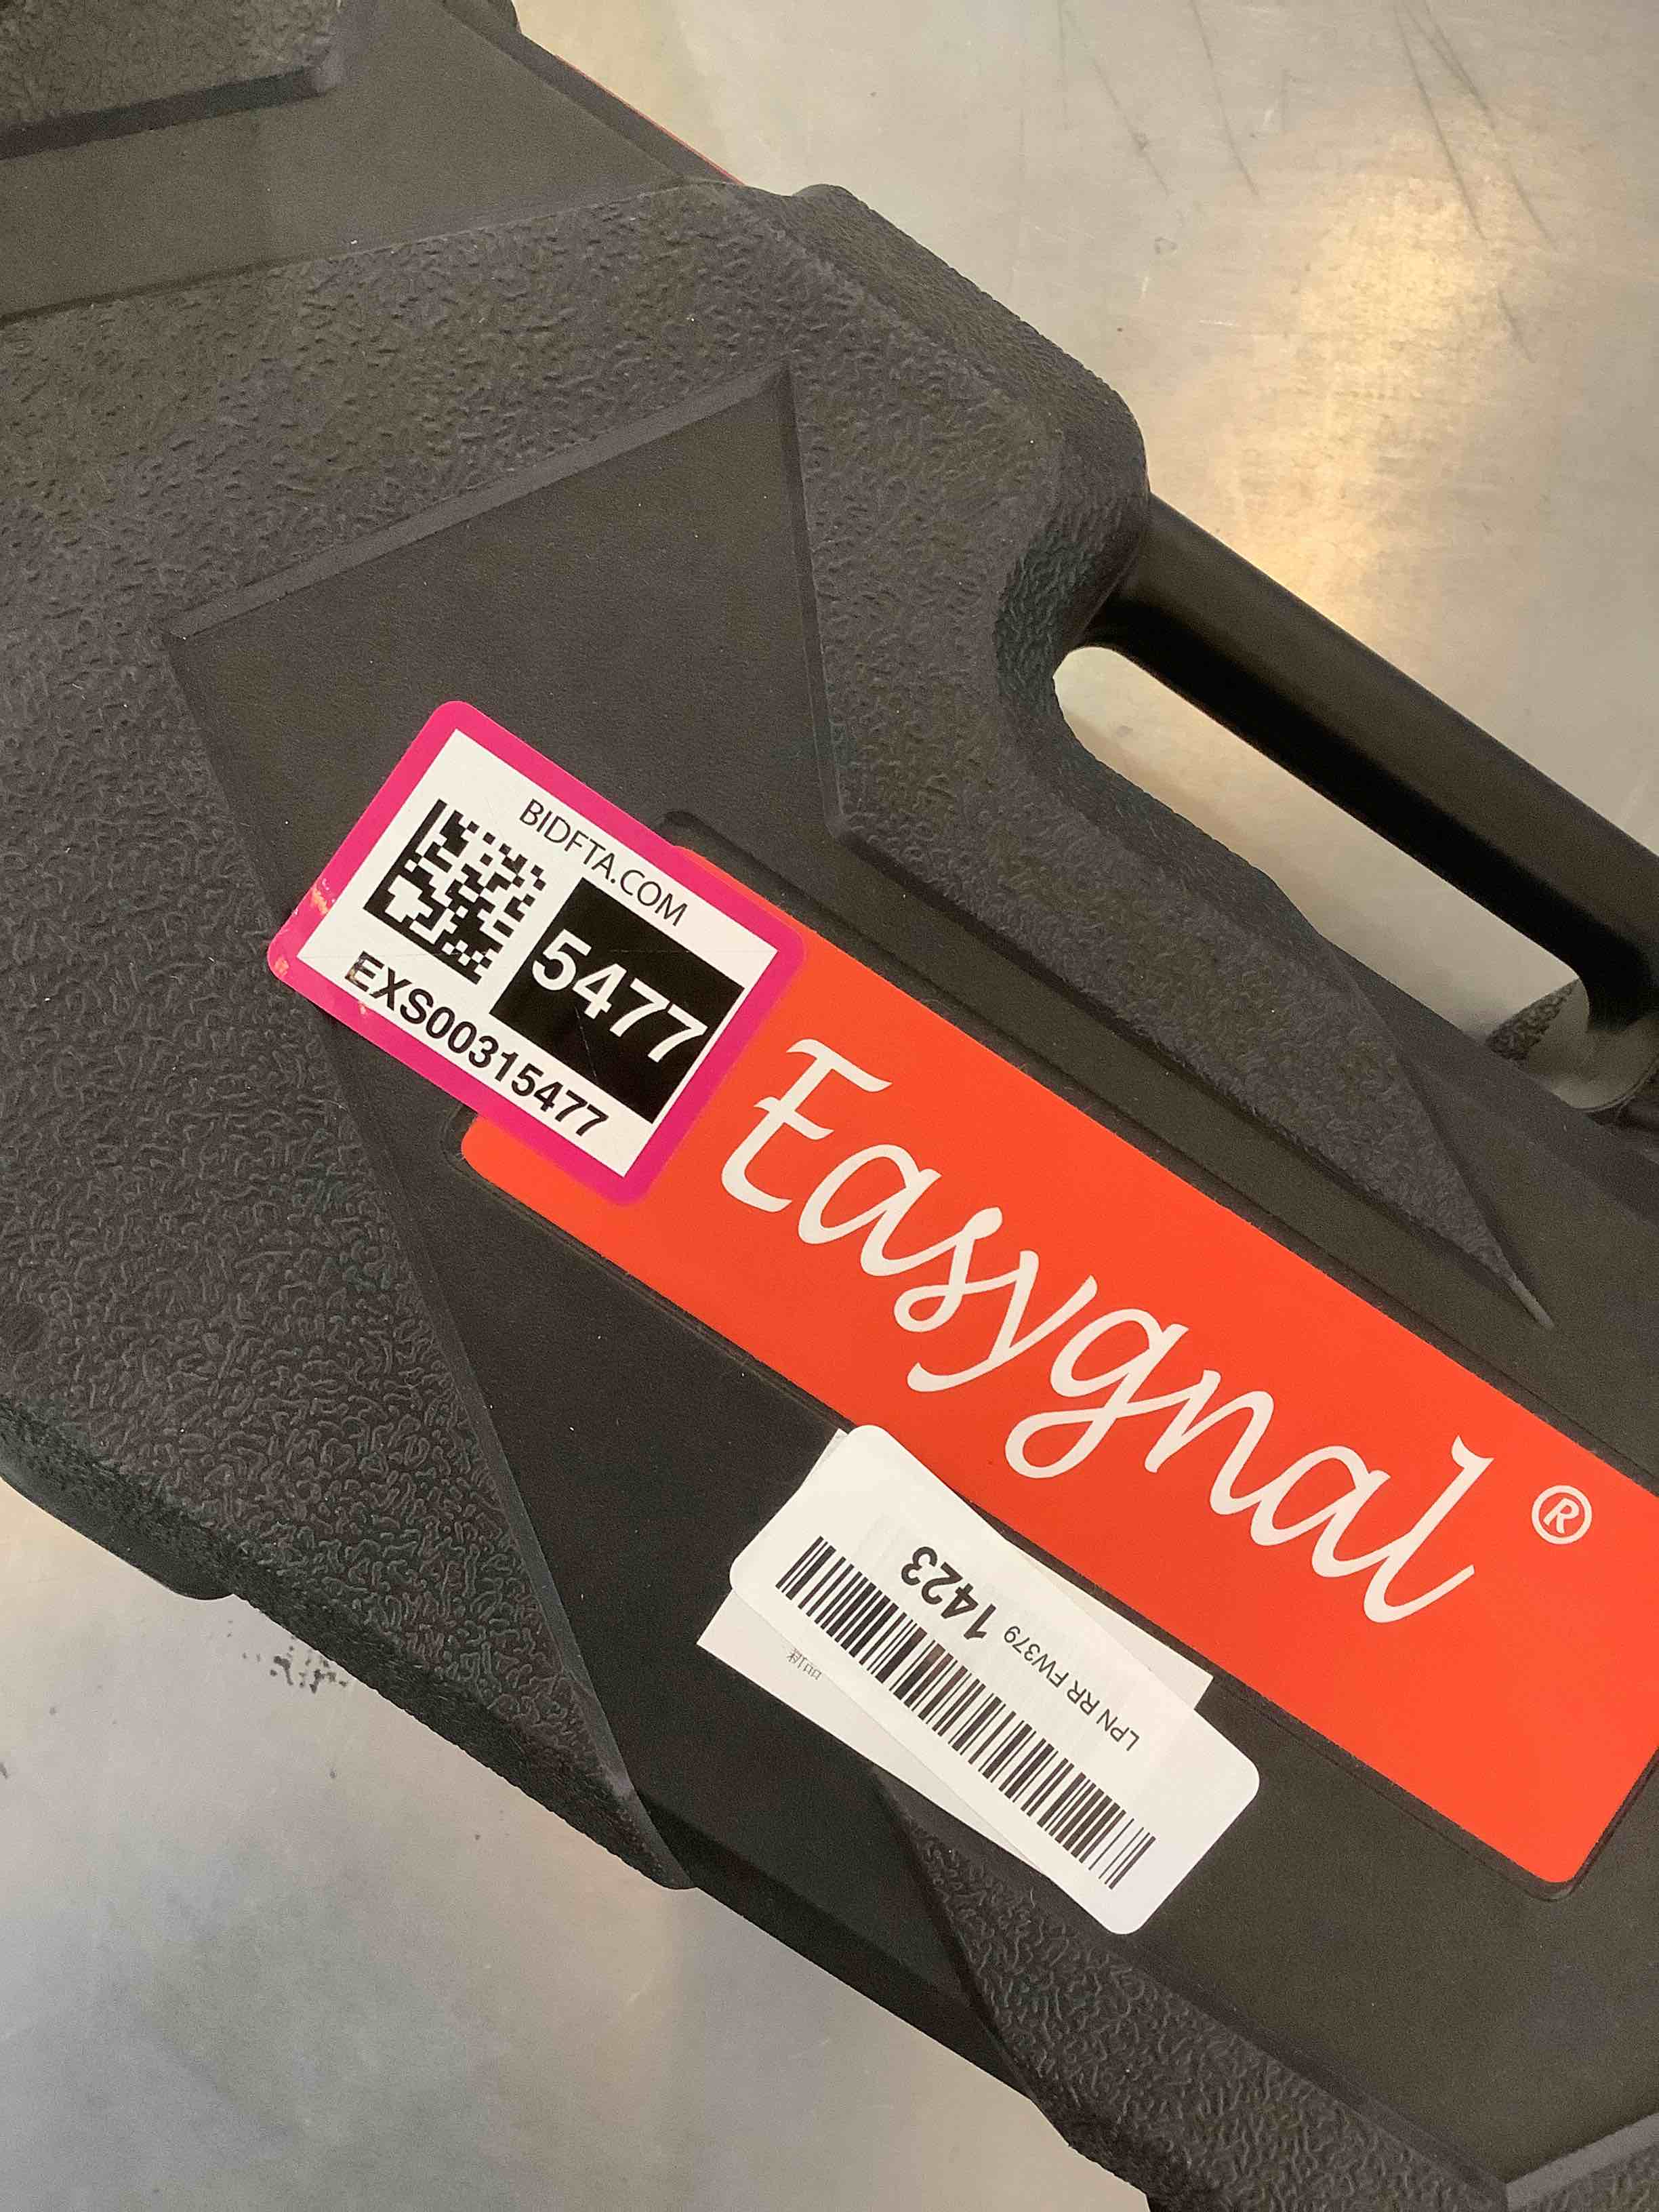 BIDFTA.COM
5477
EXS00315477
Easygnal®
LPN RR FW379 1423